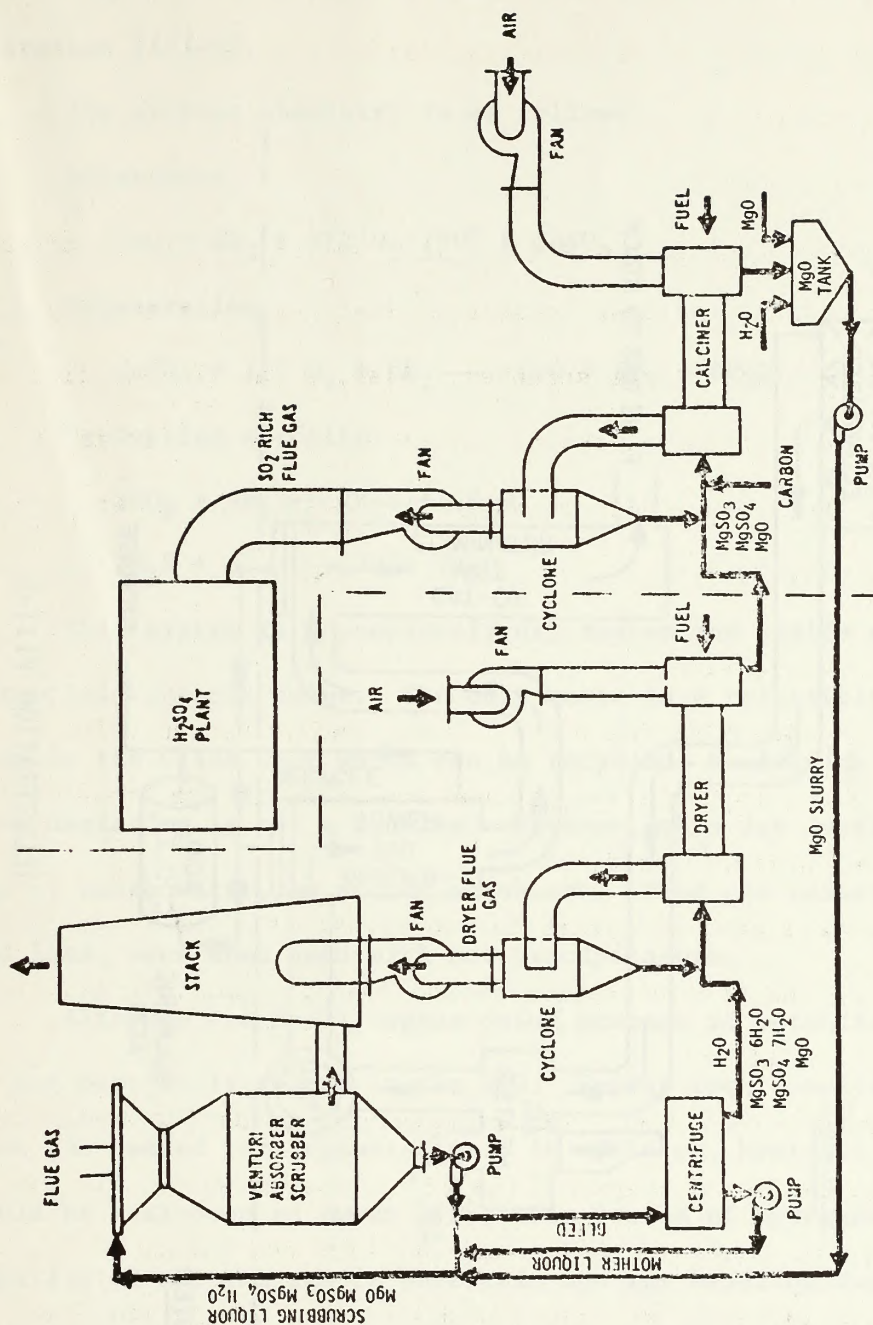 AIR
FAN
FUEL
MgO
H2O
MgO
TANK
CALCINER
SO2 RICH
FLUE GAS
FAN
H2SO4
PLANT
CYCLONE
CARBON
MgSO3
MgSO4
MgO
PUMP
FAN
AIR
FUEL
DRYER
MgO SLURRY
STACK
FAN
DRYER FLUE
GAS
CYCLONE
H2O
MgSO3 6H2O
MgSO4 7H2O
MgO
FLUE GAS
VENTURI
ABSORBER
SCRUBBER
PUMP
CENTRIFUGE
PUMP
MOTHER LIQUOR
SCRUBBING LIQUOR
MgO MgSO3 MgSO4 H2O